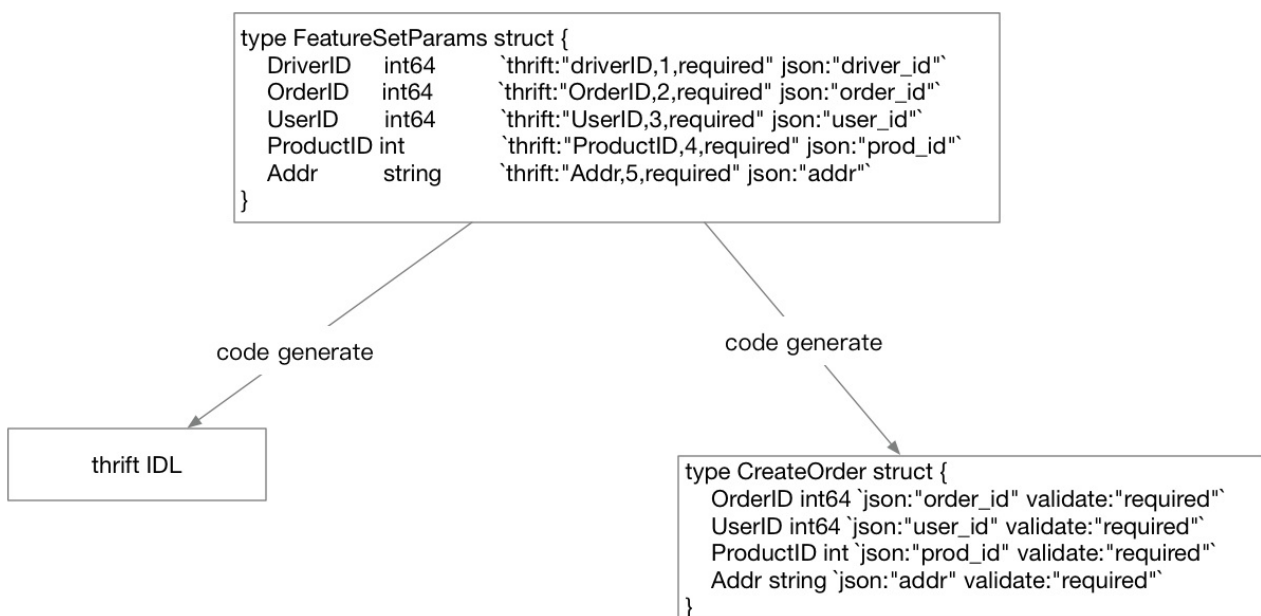 type FeatureSetParams struct {
DriverID int64 `thrift:"driverID,1,required" json:"driver_id"`
OrderID int64 `thrift:"OrderID,2,required" json:"order_id"`
UserID int64 `thrift:"UserID,3,required" json:"user_id"`
ProductID int `thrift:"ProductID,4,required" json:"prod_id"`
Addr string `thrift:"Addr,5,required" json:"addr"`
}
code generate
code generate
thrift IDL
type CreateOrder struct {
OrderID int64 `json:"order_id" validate:"required"`
UserID int64 `json:"user_id" validate:"required"`
ProductID int `json:"prod_id" validate:"required"`
Addr string `json:"addr" validate:"required"`
}